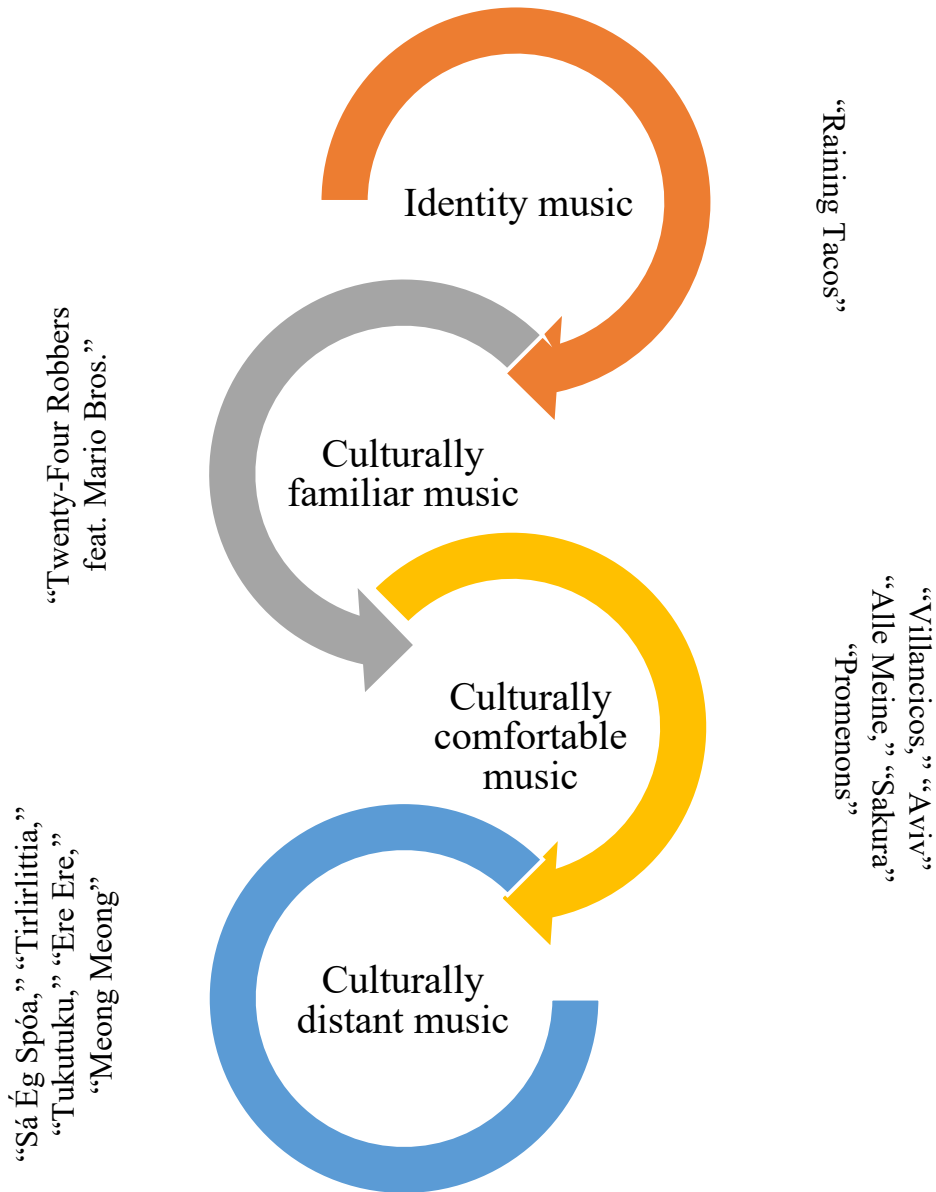 Identity music
“Raining Tacos”
Culturally
familiar music
“Twenty-Four Robbers
feat. Mario Bros.”
Culturally
comfortable
music
“Villancicos,” “Aviv”
“Alle Meine,” “Sakura”
“Promenons”
Culturally
distant music
“Sá Ég Spóa,” “Tirlirlittia,”
“Tukutuku,” “Ere Ere,”
“Meong Meong”